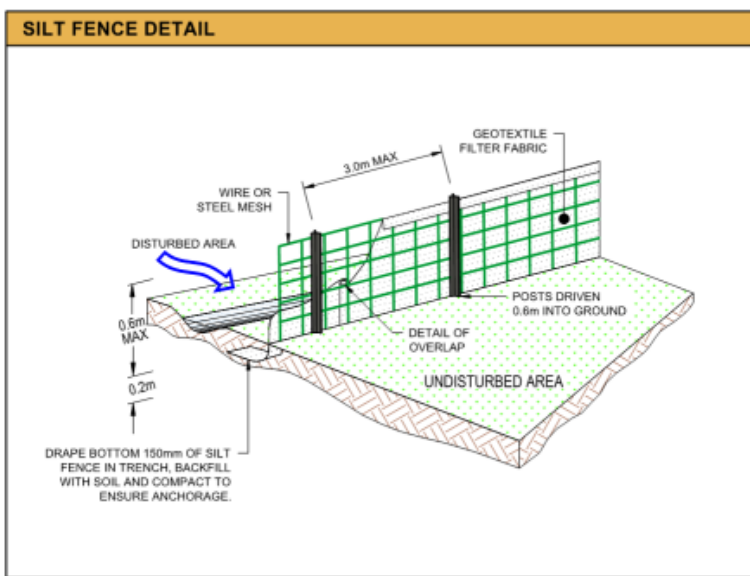 SILT FENCE DETAIL
GEOTEXTILE
FILTER FABRIC
3.0m MAX
WIRE OR
STEEL MESH
DISTURBED AREA
0.6m
MAX
0.2m
POSTS DRIVEN
0.6m INTO GROUND
DETAIL OF
OVERLAP
UNDISTURBED AREA
DRAPE BOTTOM 150mm OF SILT
FENCE IN TRENCH, BACKFILL
WITH SOIL AND COMPACT TO
ENSURE ANCHORAGE.